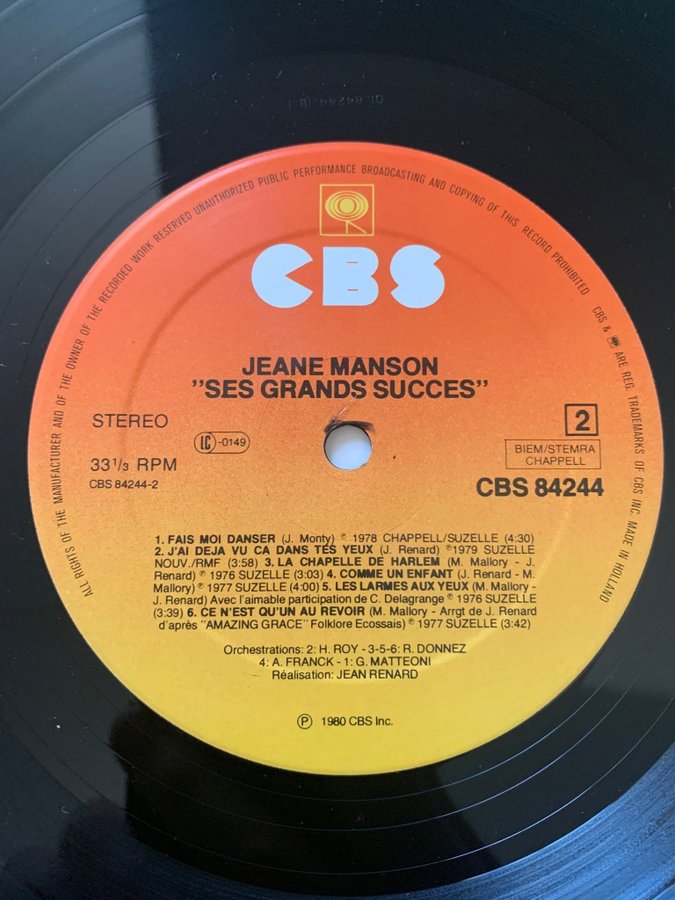 ALL RIGHTS OF THE MANUFACTURER AND OF THE OWNER OF THE RECORDED WORK RESERVED UNAUTHORIZED PUBLIC PERFORMANCE BROADCASTING AND COPYING OF THIS RECORD PROHIBITED
CBS & ARE REG. TRADEMARKS OF CBS INC. MADE IN HOLLAND
CBS
JEANE MANSON
"SES GRANDS SUCCES"
STEREO
LC -0149
2
33 1/3 RPM
BIEM/STEMRA
CHAPPELL
CBS 84244-2
CBS 84244
1. FAIS MOI DANSER (J. Monty) ℗ 1978 CHAPPELL/SUZELLE (4:30)
2. J'AI DEJA VU CA DANS TES YEUX (J. Renard) ℗1979 SUZELLE
NOUV./RMF (3:58) 3. LA CHAPELLE DE HARLEM (M. Mallory - J.
Renard) ℗ 1976 SUZELLE (3:03) 4. COMME UN ENFANT (J. Renard - M.
Mallory) ℗ 1977 SUZELLE (4:00) 5. LES LARMES AUX YEUX (M. Mallory -
J. Renard) Avec l'aimable participation de C. Delagrange ℗ 1976 SUZELLE
(3:39) 6. CE N'EST QU'UN AU REVOIR (M. Mallory - Arrgt de J. Renard
d'après "AMAZING GRACE" Folklore Ecossais) ℗ 1977 SUZELLE (3:42)
Orchestrations: 2: H. ROY - 3-5-6: R. DONNEZ
4: A. FRANCK - 1: G. MATTEONI
Réalisation: JEAN RENARD
℗ 1980 CBS Inc.